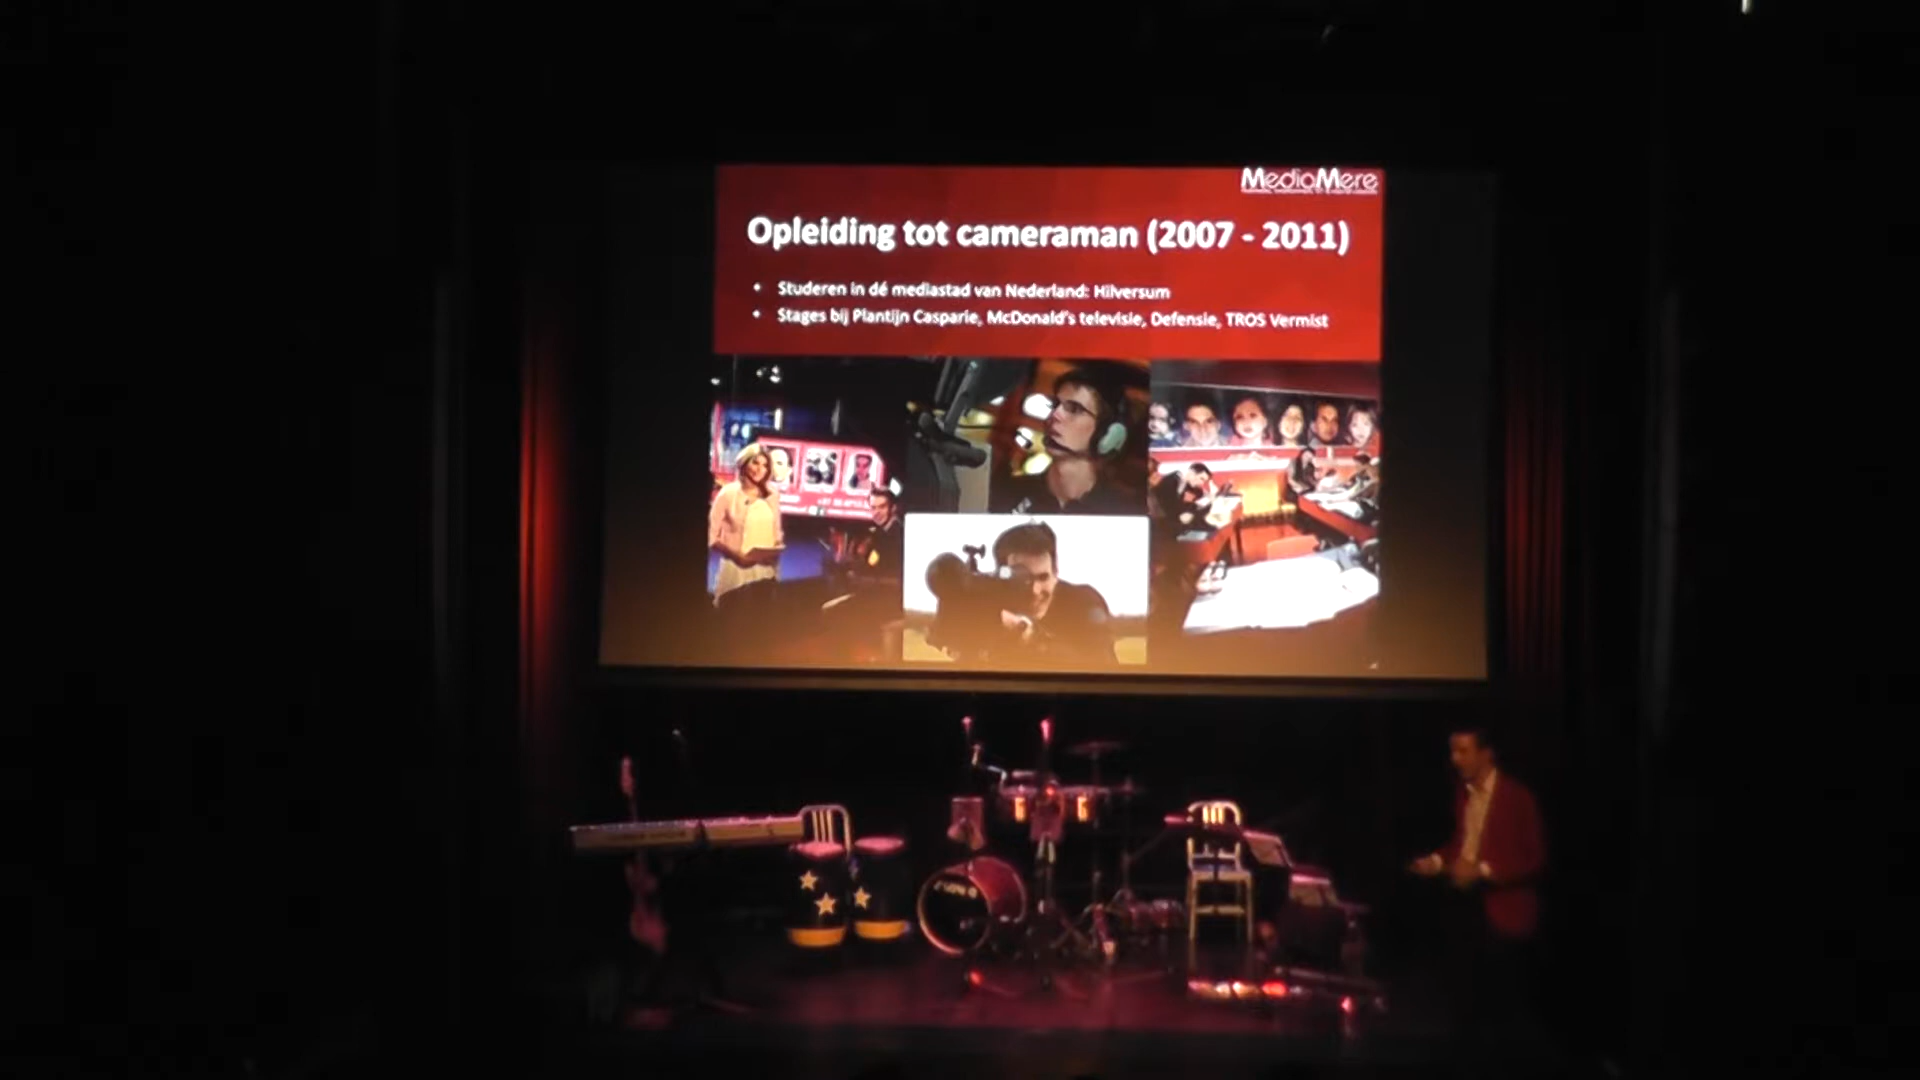 MediaMere
Opleiding tot cameraman (2007 - 2011)
• Studeren in dé mediastad van Nederland: Hilversum
• Stages bij Plantijn Casparie, McDonald's televisie, Defensie, TROS Vermist